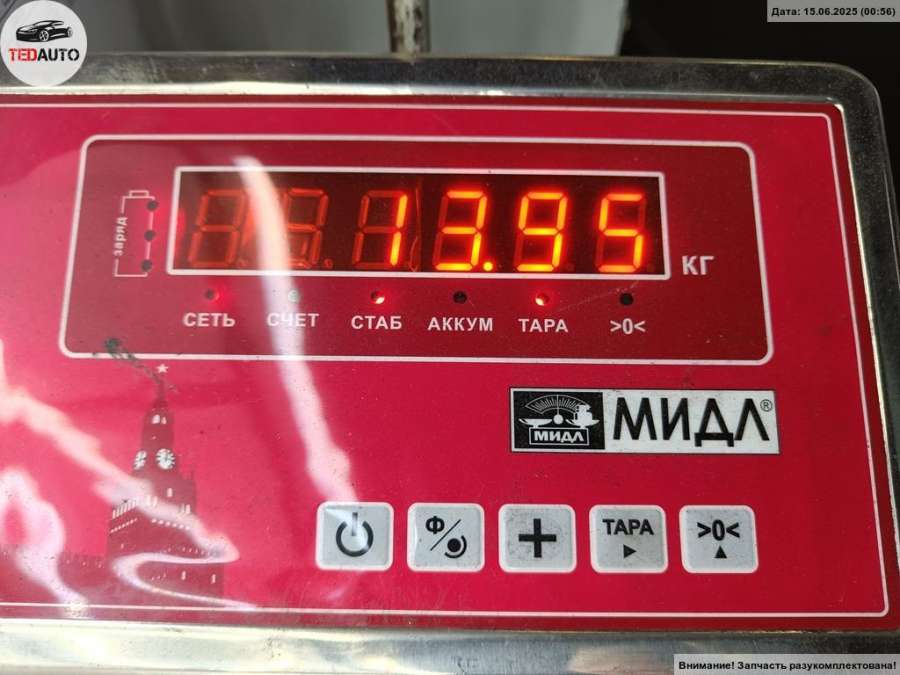 Дата: 15.06.2025 (00:56)
TEDAUTO
заряд
13.95
КГ
СЕТЬ СЧЕТ СТАБ АККУМ ТАРА >0<
МИДЛ МИДЛ®
Ф ТАРА >0<
Внимание! Запчасть разукомплектована!